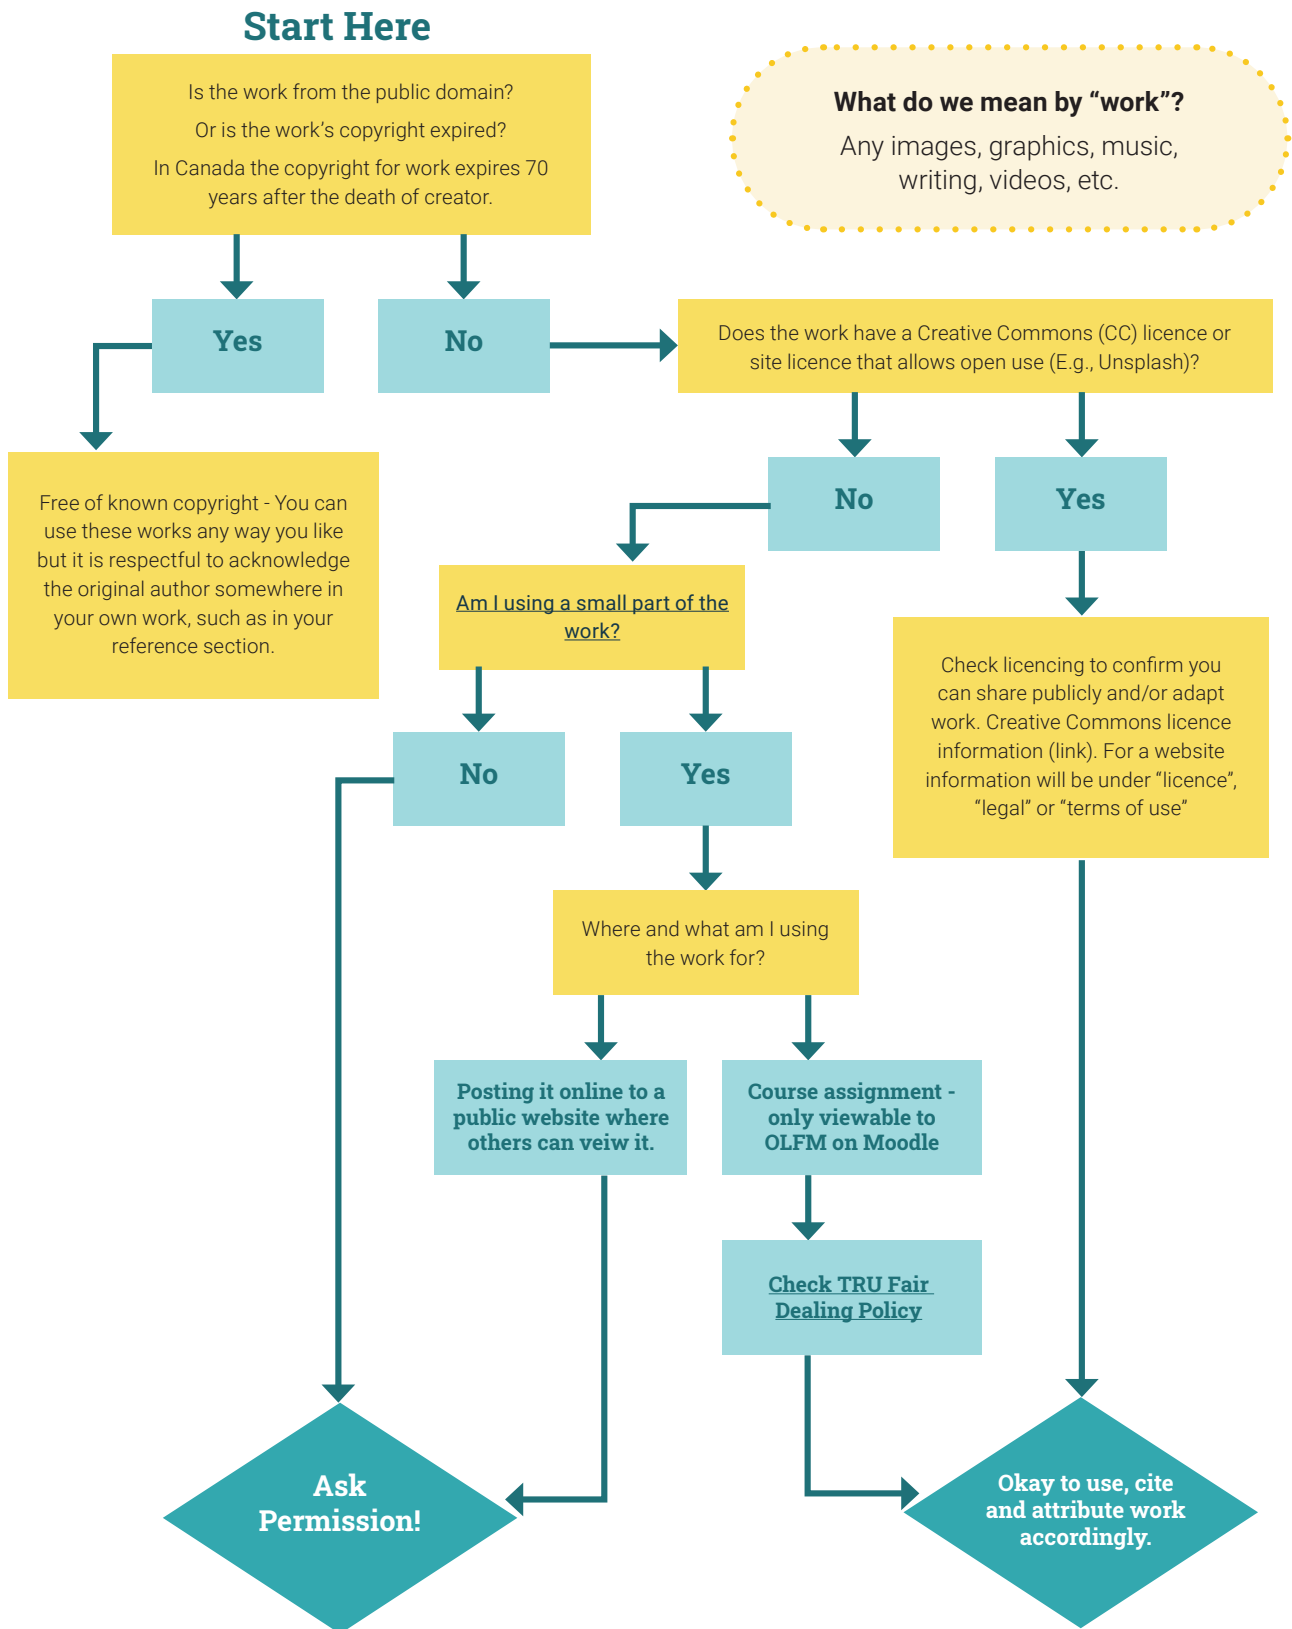 Start Here
Is the work from the public domain?
Or is the work’s copyright expired?
In Canada the copyright for work expires 70
years after the death of creator.
What do we mean by “work”?
Any images, graphics, music,
writing, videos, etc.
Yes
No
Does the work have a Creative Commons (CC) licence or
site licence that allows open use (E.g., Unsplash)?
Free of known copyright - You can
use these works any way you like
but it is respectful to acknowledge
the original author somewhere in
your own work, such as in your
reference section.
No
Yes
Am I using a small part of the
work?
Check licencing to confirm you
can share publicly and/or adapt
work. Creative Commons licence
information (link). For a website
information will be under “licence”,
“legal” or “terms of use”
No
Yes
Where and what am I using
the work for?
Posting it online to a
public website where
others can veiw it.
Course assignment -
only viewable to
OLFM on Moodle
Check TRU Fair
Dealing Policy
Ask
Permission!
Okay to use, cite
and attribute work
accordingly.